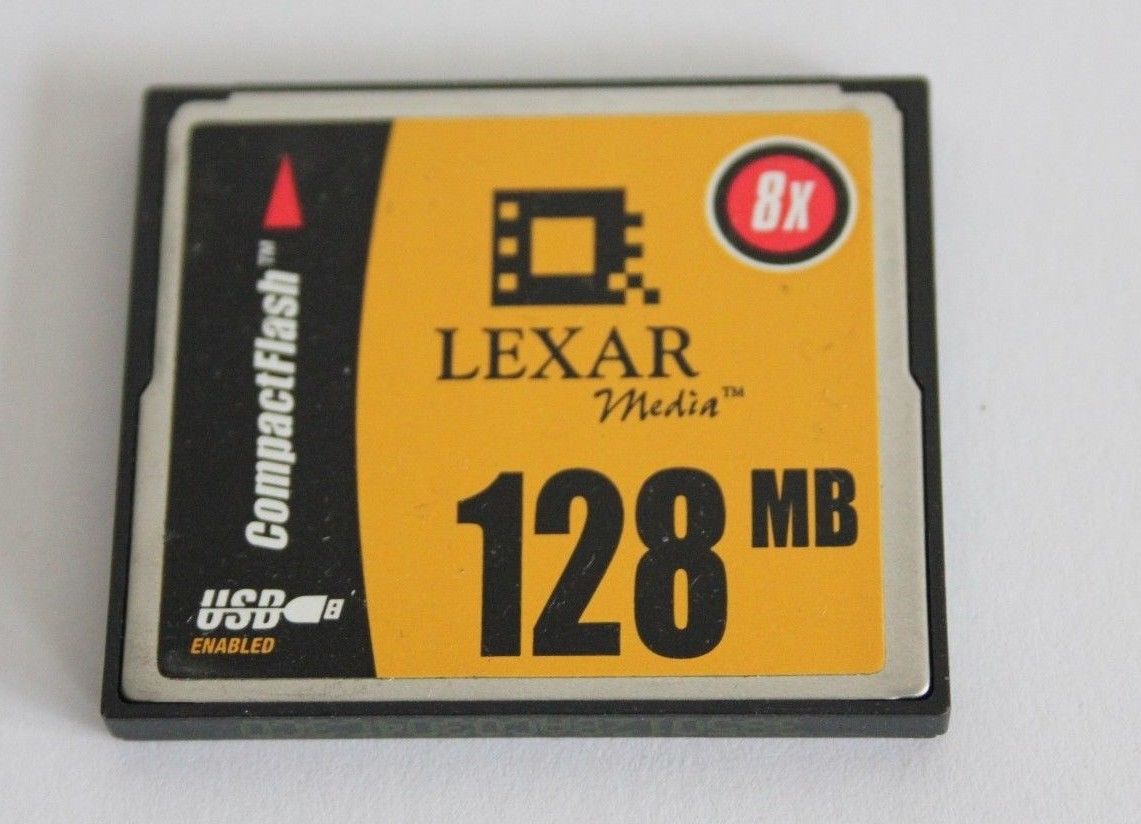 8x
LEXAR
Media™
CompactFlash™
128 MB
USB
ENABLED